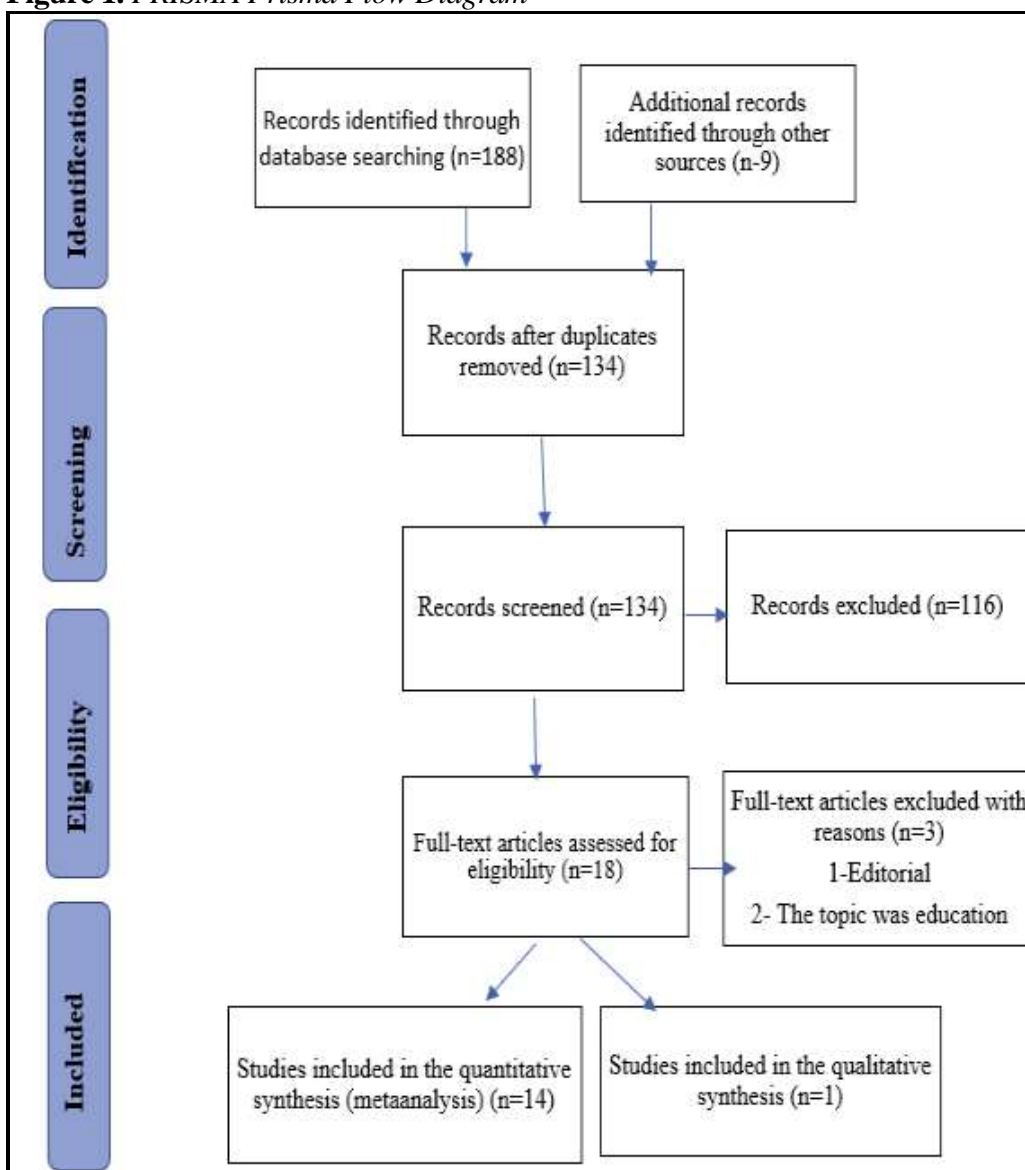 Figure 1. PRISMA Prisma Flow Diagram
Identification
Records identified through
database searching (n=188)
Additional records
identified through other
sources (n-9)
Records after duplicates
removed (n=134)
Screening
Records screened (n=134)
Records excluded (n=116)
Eligibility
Full-text articles assessed for
eligibility (n=18)
Full-text articles excluded with
reasons (n=3)
1-Editorial
2- The topic was education
Included
Studies included in the quantitative
synthesis (metaanalysis) (n=14)
Studies included in the qualitative
synthesis (n=1)